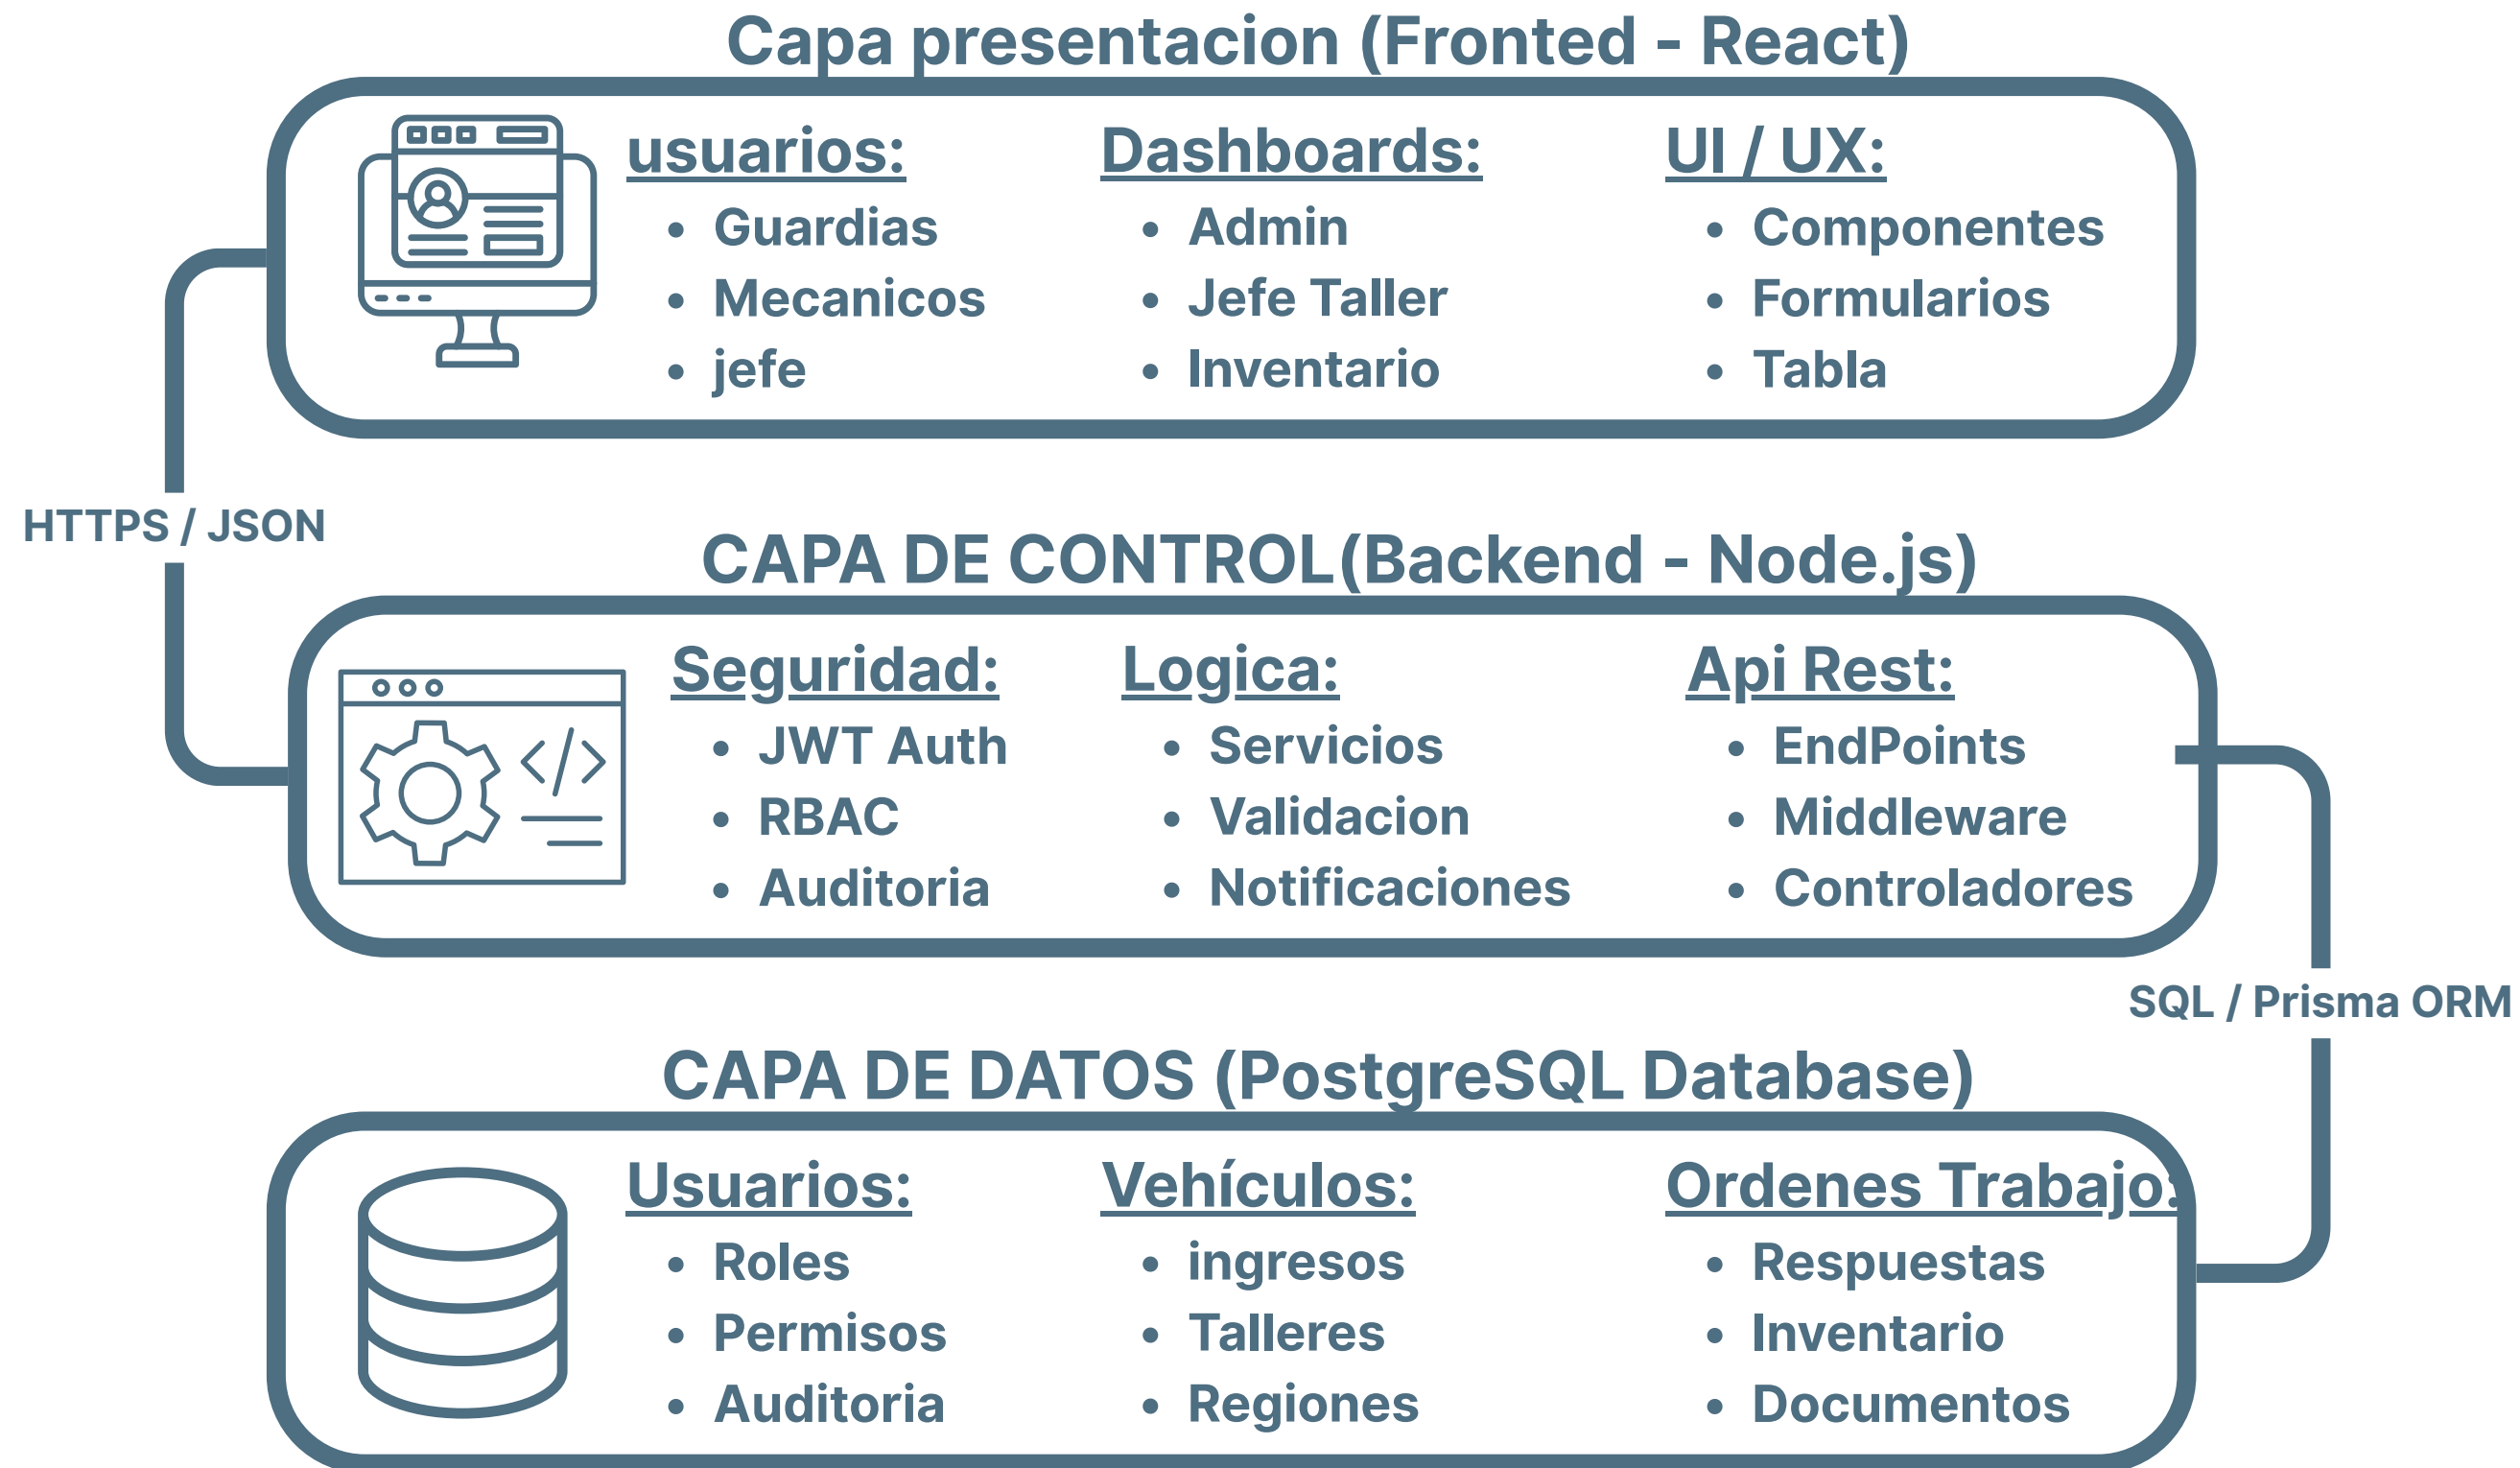 Capa presentacion (Fronted - React)
usuarios:
• Guardias
• Mecanicos
• jefe
Dashboards:
• Admin
• Jefe Taller
• Inventario
UI / UX:
• Componentes
• Formularios
• Tabla
HTTPS / JSON
CAPA DE CONTROL(Backend - Node.js)
Seguridad:
• JWT Auth
• RBAC
• Auditoria
Logica:
• Servicios
• Validacion
• Notificaciones
Api Rest:
• EndPoints
• Middleware
• Controladores
SQL / Prisma ORM
CAPA DE DATOS (PostgreSQL Database)
Usuarios:
• Roles
• Permisos
• Auditoria
Vehículos:
• ingresos
• Talleres
• Regiones
Ordenes Trabajo:
• Respuestas
• Inventario
• Documentos